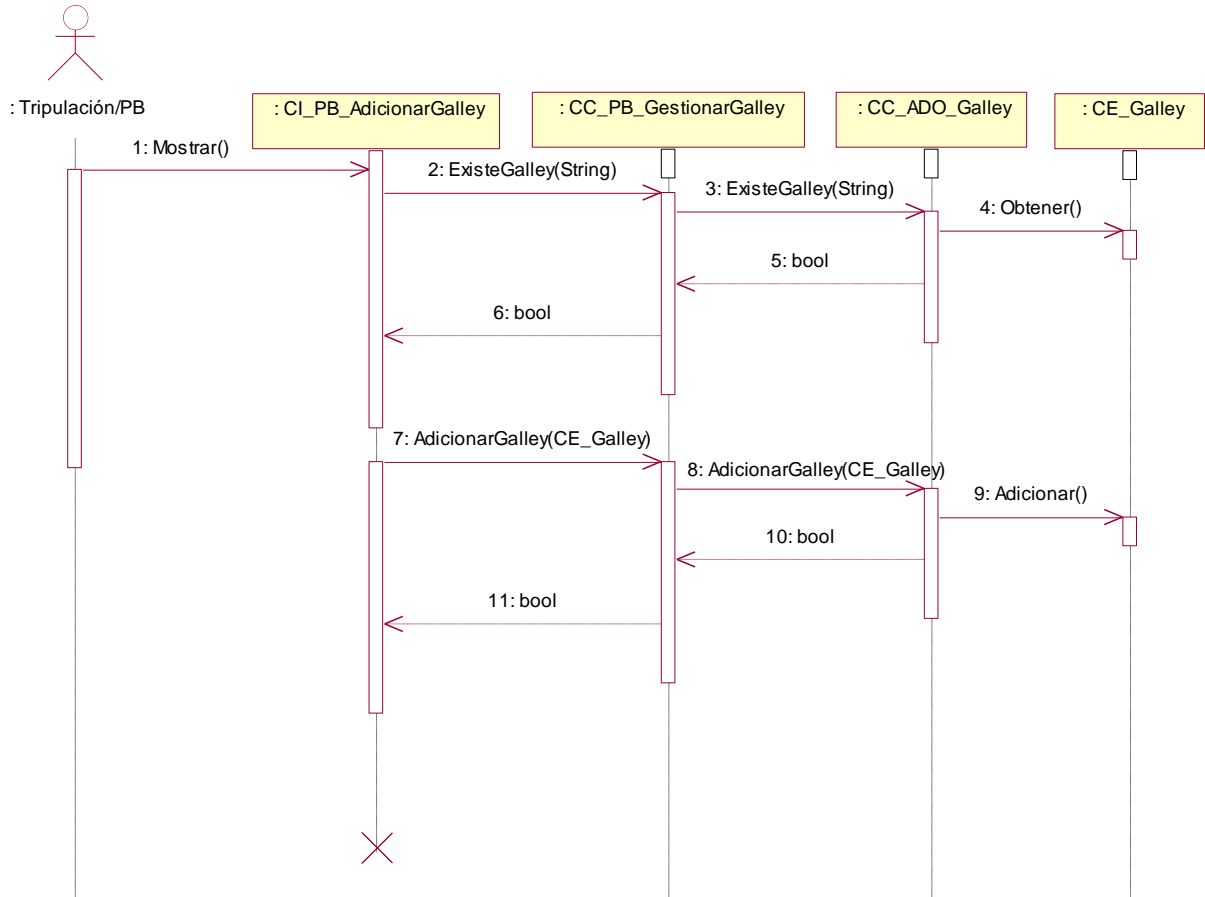 : Tripulación/PB
: CI_PB_AdicionarGalley
: CC_PB_GestionarGalley
: CC_ADO_Galley
: CE_Galley
1: Mostrar()
2: ExisteGalley(String)
3: ExisteGalley(String)
4: Obtener()
5: bool
6: bool
7: AdicionarGalley(CE_Galley)
8: AdicionarGalley(CE_Galley)
9: Adicionar()
10: bool
11: bool